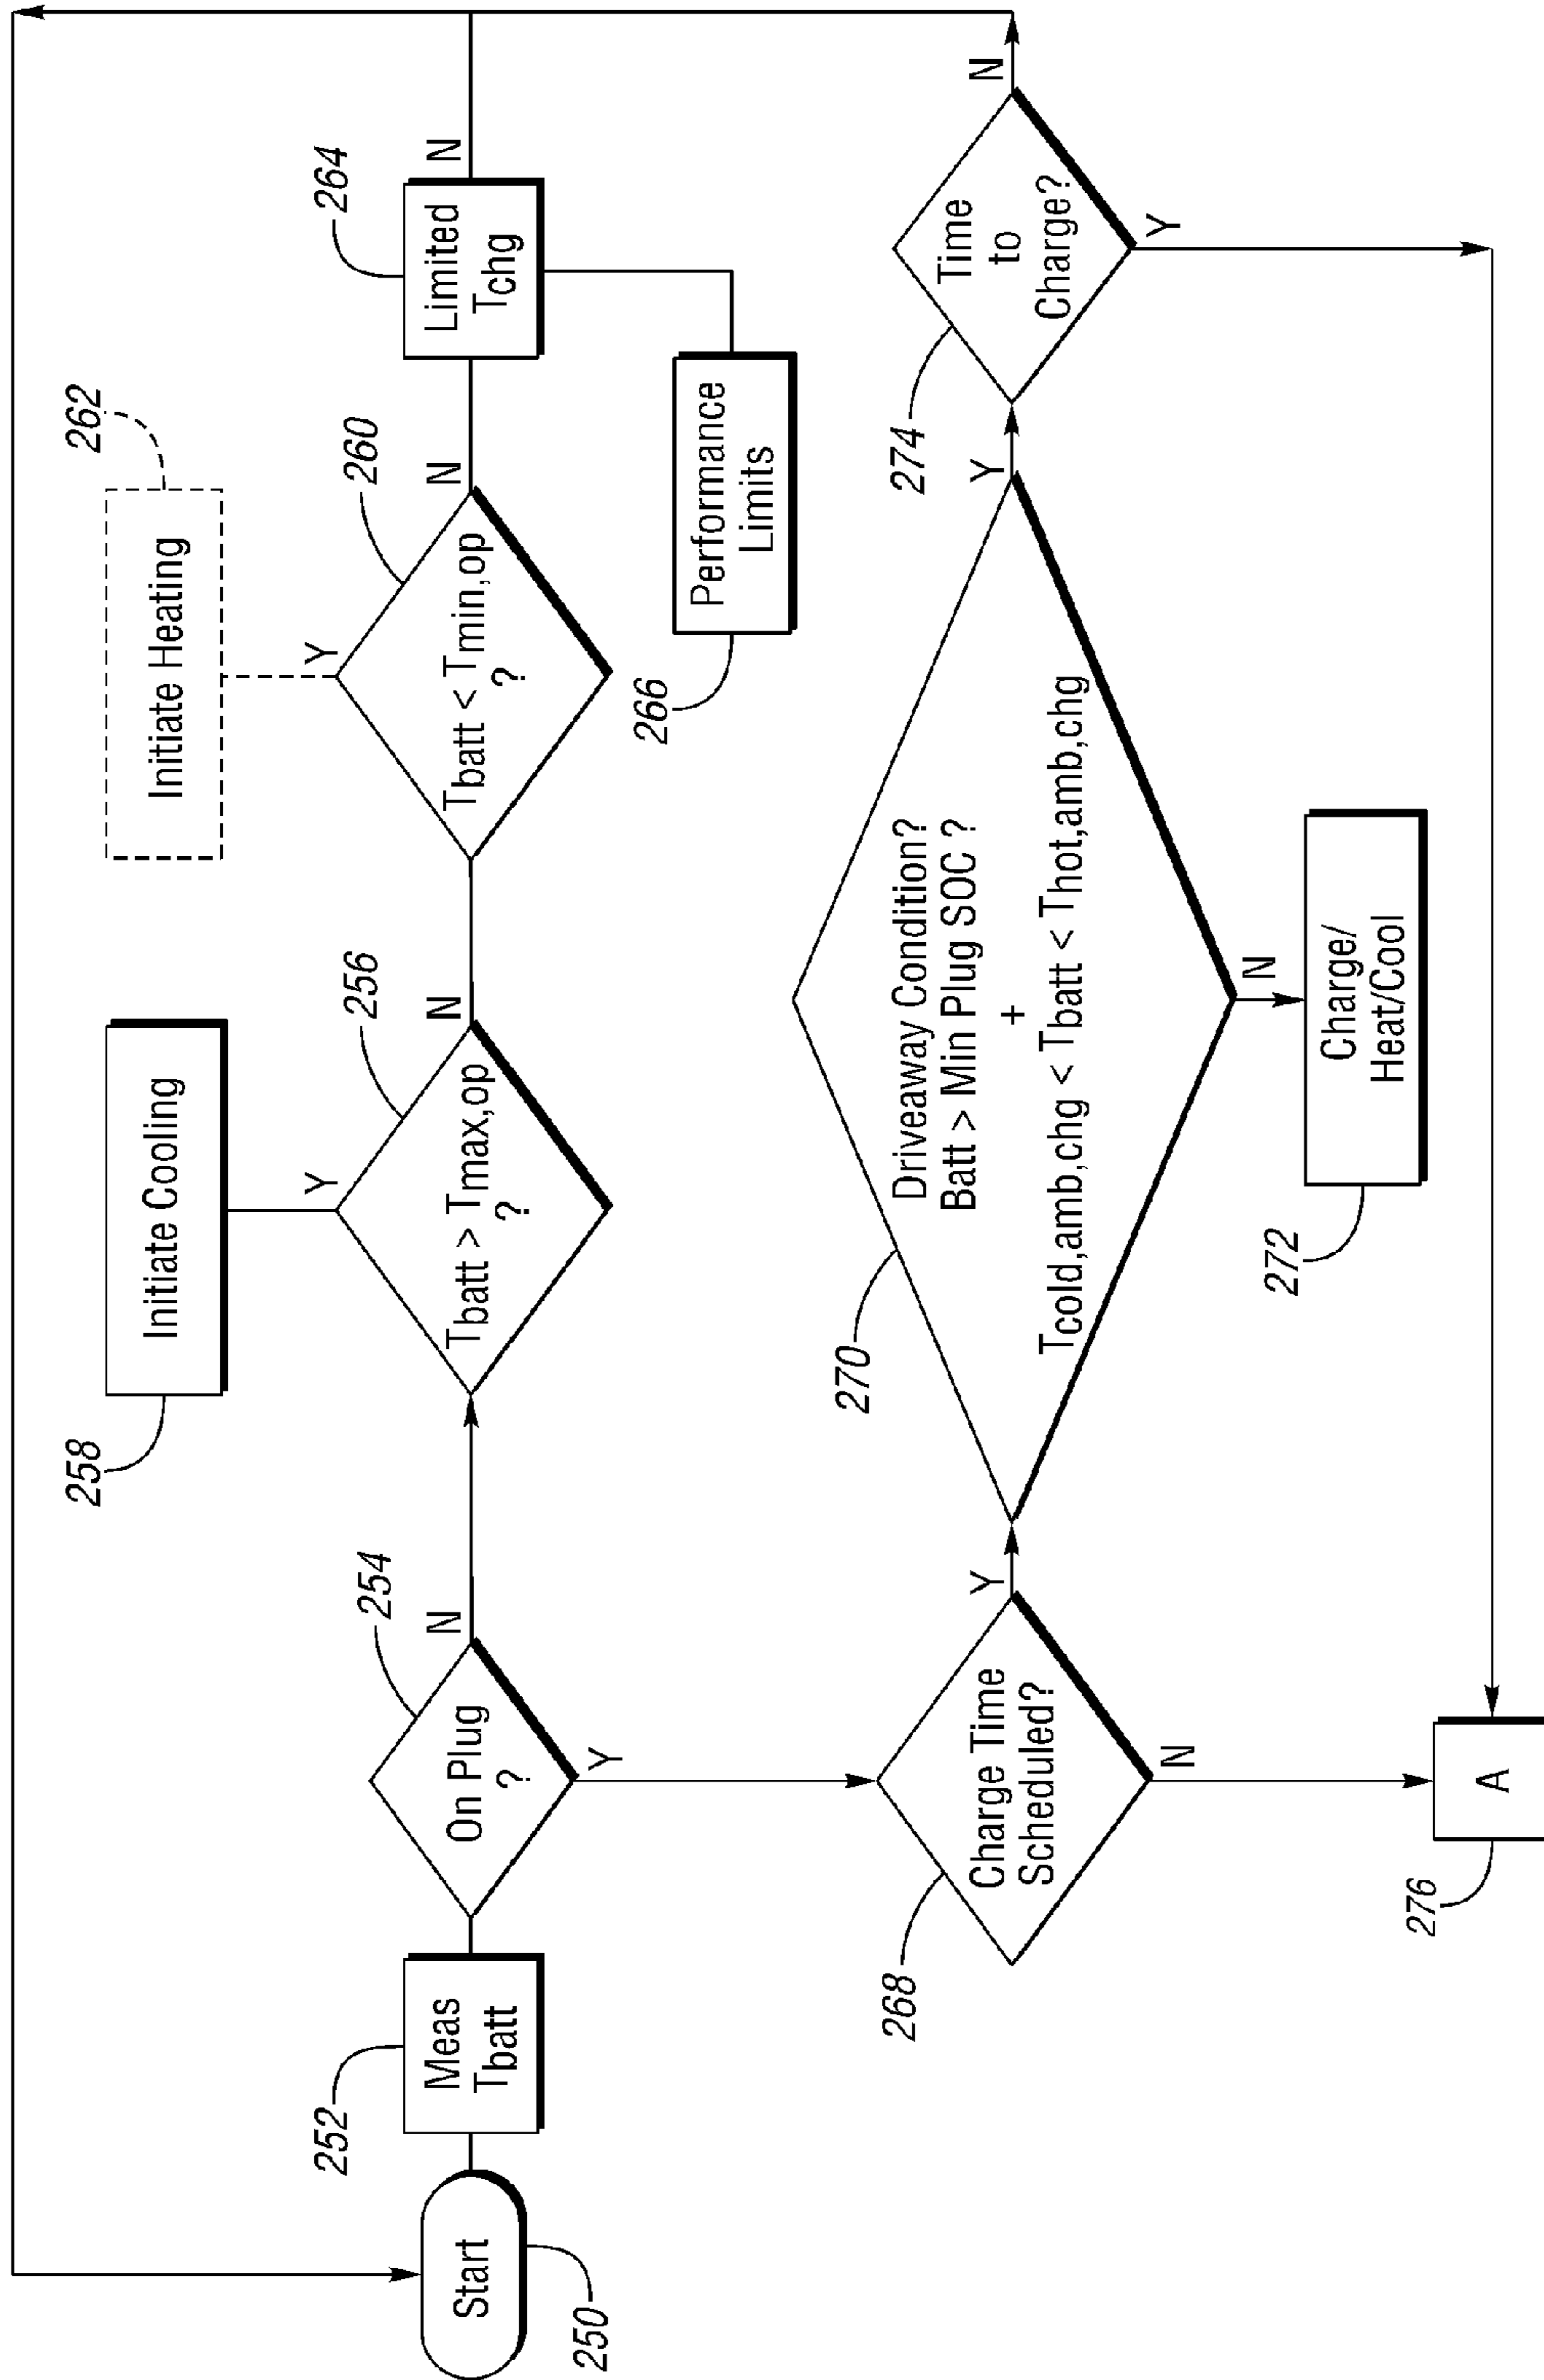 258
Initiate Cooling
262
Initiate Heating
Start
250
252
Meas
Tbatt
254
On Plug
?
N
Y
256
Tbatt > Tmax,op
?
Y
N
260
Tbatt < Tmin,op
?
Y
N
264
Limited
Tchg
N
266
Performance
Limits
268
Charge Time
Scheduled?
Y
N
270
Driveaway Condition?
Batt > Min Plug SOC ?
+
Tcold,amb,chg < Tbatt < Thot,amb,chg
Y
N
272
Charge/
Heat/Cool
274
Time
to
Charge?
N
Y
276
A